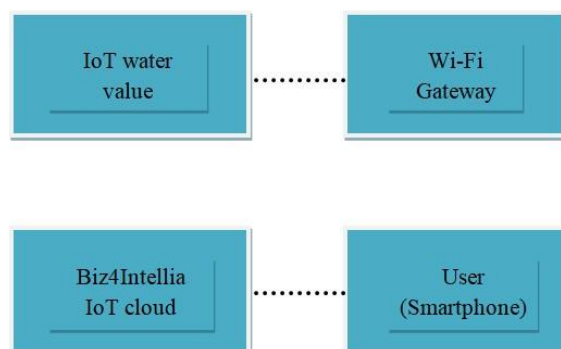 IoT water
value
Wi-Fi
Gateway
Biz4Intellia
IoT cloud
User
(Smartphone)